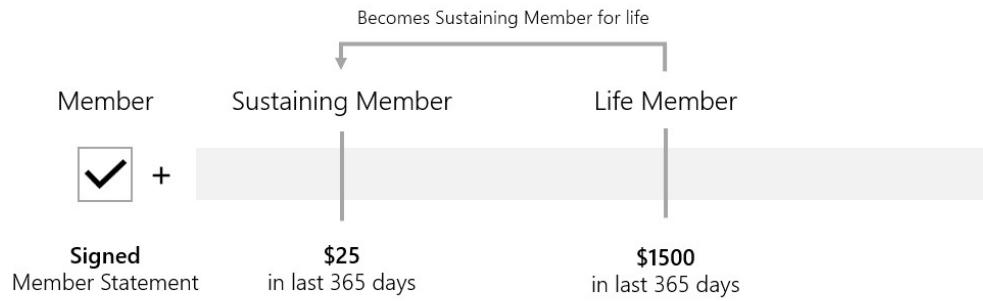 Becomes Sustaining Member for life
Member
Sustaining Member
Life Member
+
Signed
Member Statement
$25
in last 365 days
$1500
in last 365 days